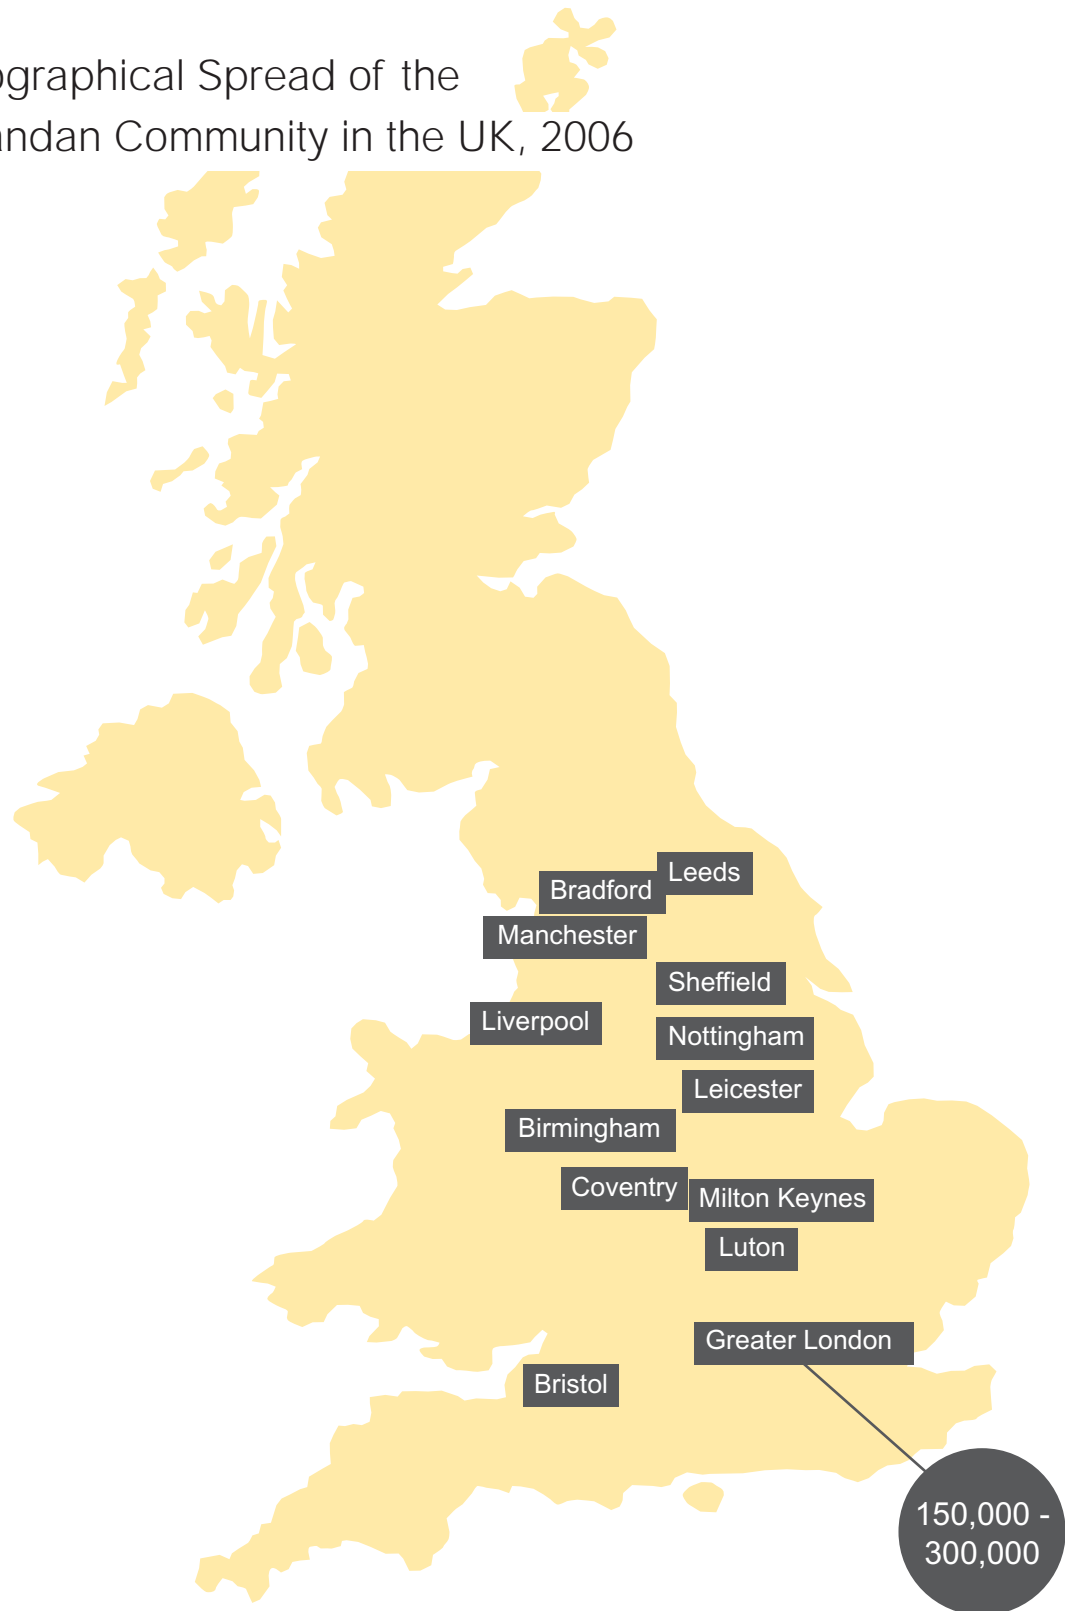 ographical Spread of the
andan Community in the UK, 2006
Leeds
Bradford
Manchester
Sheffield
Liverpool
Nottingham
Leicester
Birmingham
Coventry
Milton Keynes
Luton
Greater London
Bristol
150,000 -
300,000